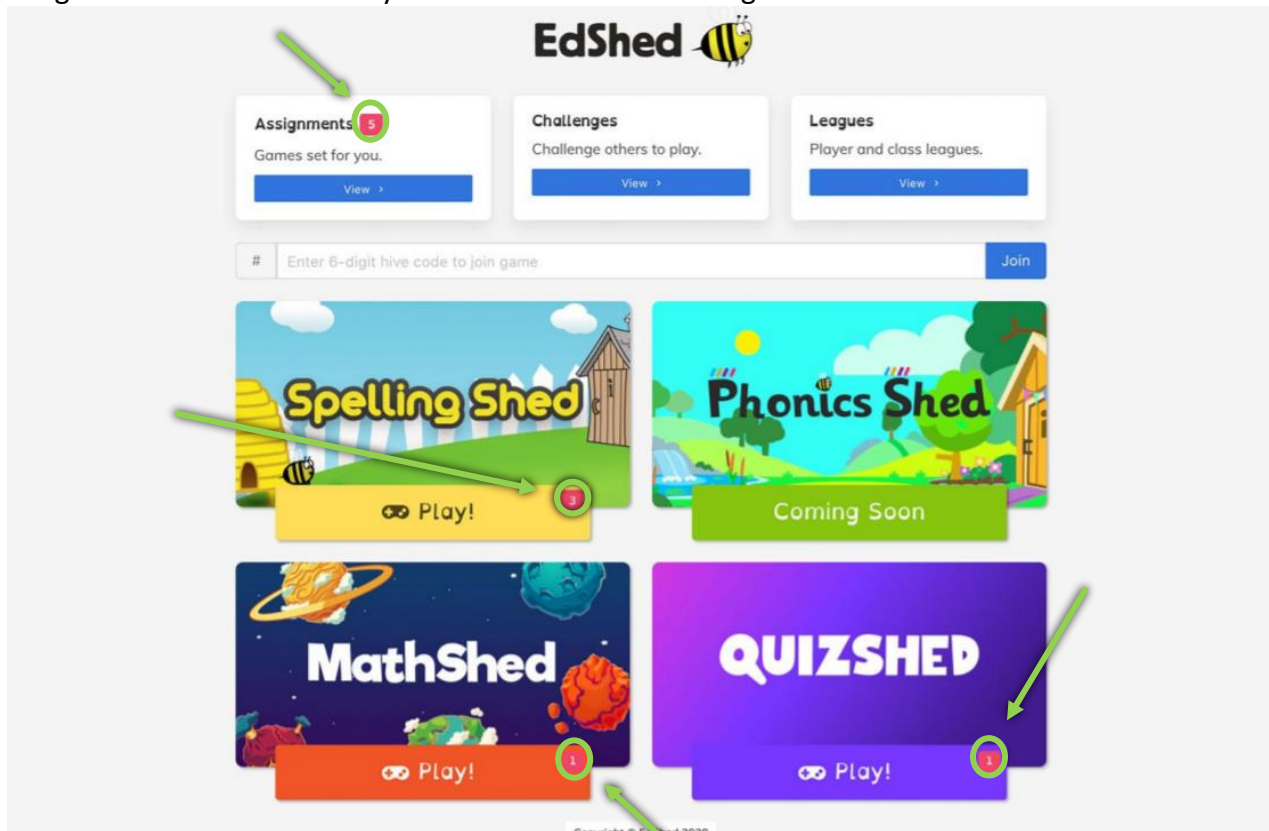 EdShed
Assignments 5
Games set for you.
View >
Challenges
Challenge others to play.
View >
Leagues
Player and class leagues.
View >
# Enter 6-digit hive code to join game
Join
Spelling Shed
3
Play!
Phonics Shed
Coming Soon
MathShed
1
Play!
QUIZSHED
1
Play!